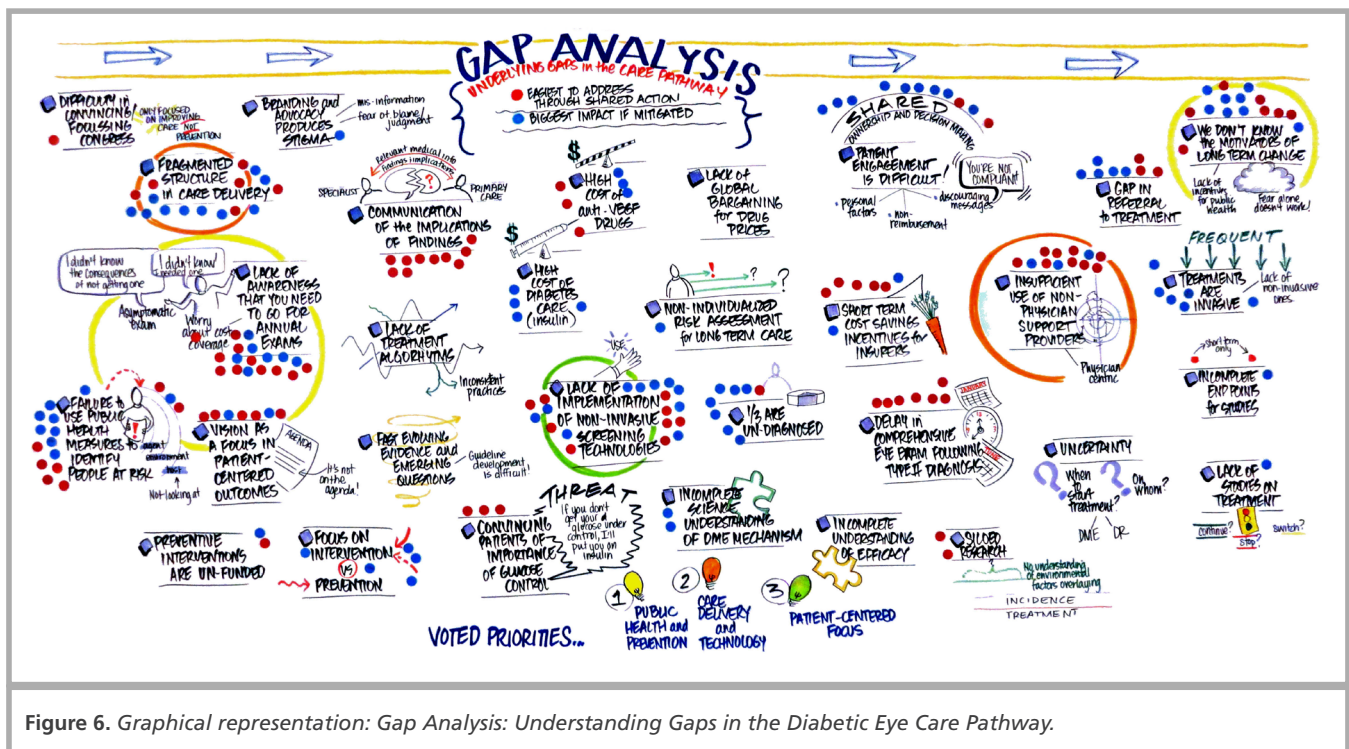 GAP ANALYSIS
UNDERLYING GAPS in the CARE PATHWAY
EASIEST TO ADDRESS
THROUGH SHARED ACTION
BIGGEST IMPACT IF MITIGATED
DIFFICULTY in
CONVINCING/
FOCUSSING
CONGRESS
ONLY FOCUSED
ON IMPROVING
CARE NOT
PREVENTION
BRANDING and
ADVOCACY
PRODUCES
STIGMA
mis-information
fear of blame/
judgment
FRAGMENTED
STRUCTURE
in CARE DELIVERY
Relevant medical info
findings implications
?
SPECIALIST
PRIMARY
CARE
COMMUNICATION
OF THE IMPLICATIONS
OF FINDINGS
$
HIGH
COST of
anti-VEGF
DRUGS
LACK OF
GLOBAL
BARGAINING
for DRUG
PRICES
SHARED
OWNERSHIP AND DECISION MAKING
PATIENT
ENGAGEMENT
IS DIFFICULT!
YOU'RE NOT
COMPLIANT!
personal
factors
non-
reimbursement
discouraging
messages
GAP IN
REFERRAL
to TREATMENT
WE DON'T KNOW
the MOTIVATORS OF
LONG TERM CHANGE
Lack of
incentives
for public
health
Fear alone
doesn't work!
I didn't know
the consequences
of not getting one
I didn't know I
needed one
Asymptomatic
exam
Worry
about cost
coverage
LACK OF
AWARENESS
THAT YOU NEED
TO GO FOR
ANNUAL
EXAMS
$
HIGH
COST OF
DIABETES
CARE
(insulin)
LACK OF
TREATMENT
ALGORHYTMS
Inconsistent
practices
! ? ?
NON-INDIVIDUALIZED
RISK ASSESSMENT
for LONG TERM CARE
SHORT TERM
COST SAVINGS
INCENTIVES for
INSURERS
INSUFFICIENT
USE OF NON-
PHYSICIAN
SUPPORT
PROVIDERS
Physician
centric
FREQUENT
TREATMENTS
ARE
INVASIVE
Lack of
non-invasive
ones
short term
only
INCOMPLETE
END POINTS
for STUDIES
FAILURE to
USE PUBLIC
HEALTH
MEASURES to
IDENTIFY
PEOPLE AT RISK
agent
environment
host
Not looking at
VISION AS
A FOCUS IN
PATIENT-
CENTERED
OUTCOMES
AGENDA
It's not
on the
agenda!
FAST EVOLVING
EVIDENCE and
EMERGING
QUESTIONS
Guideline
development
is difficult!
USE
LACK OF
IMPLEMENTATION
OF NON-INVASIVE
SCREENING
TECHNOLOGIES
1/3 ARE
UN-DIAGNOSED
DELAY in
COMPREHENSIVE
EYE EXAM FOLLOWING
TYPE II DIAGNOSIS
JANUARY
JUNE
UNCERTAINTY
? When
to
start
treatment?
? On
whom?
DME DR
LACK OF
STUDIES ON
TREATMENT
continue?
Stop?
switch?
PREVENTIVE
INTERVENTIONS
ARE UN-FUNDED
FOCUS ON
INTERVENTION
VS
PREVENTION
CONVINCING
PATIENTS OF
IMPORTANCE
OF GLUCOSE
CONTROL
THREAT
If you don't
get your
glucose under
control, I'll
put you on
insulin
INCOMPLETE
SCIENCE
UNDERSTANDING
OF DME MECHANISM
INCOMPLETE
UNDERSTANDING
OF EFFICACY
SILOED
RESEARCH
?
No understanding
of environmental
factors overlaying
INCIDENCE
TREATMENT
VOTED PRIORITIES...
1
PUBLIC
HEALTH and
PREVENTION
2
CARE
DELIVERY
and
TECHNOLOGY
3
PATIENT-CENTERED
FOCUS
Figure 6. Graphical representation: Gap Analysis: Understanding Gaps in the Diabetic Eye Care Pathway.